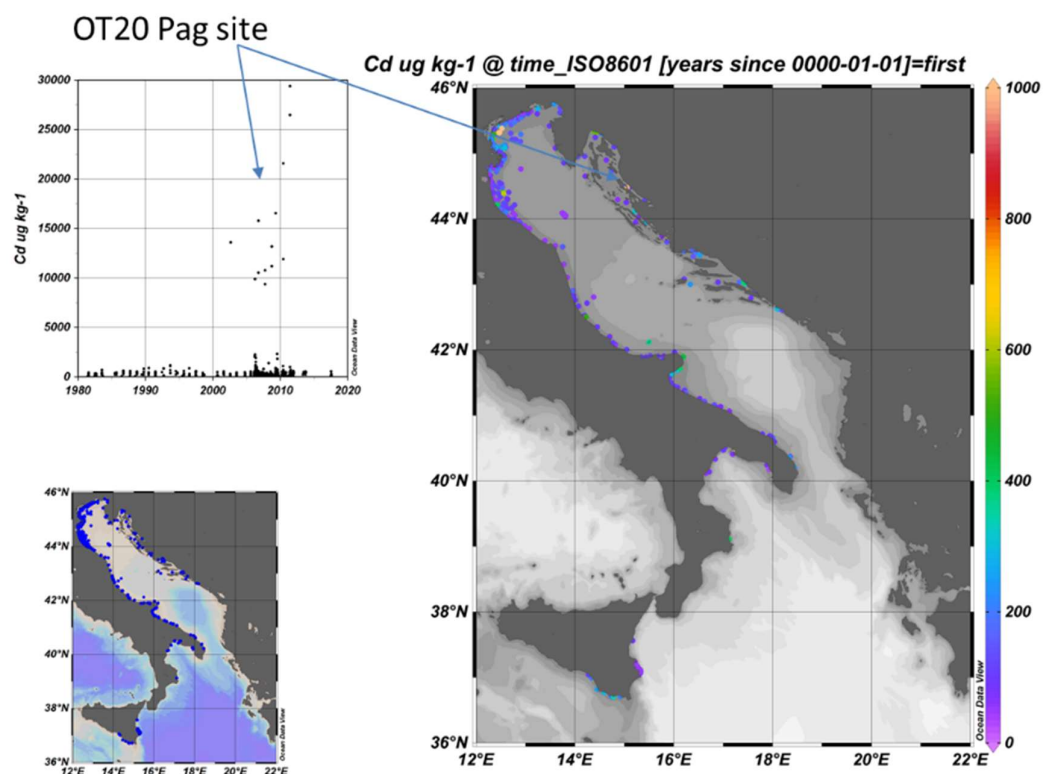 OT20 Pag site
Cd ug kg-1 @ time_ISO8601 [years since 0000-01-01]=first
30000
25000
20000
15000
10000
5000
0
Cd ug kg-1
1980 1990 2000 2010 2020
Ocean Data View
46°N
44°N
42°N
40°N
38°N
36°N
12°E 14°E 16°E 18°E 20°E 22°E
Ocean Data View
1000
800
600
400
200
0
46°N
44°N
42°N
40°N
38°N
36°N
12°E 14°E 16°E 18°E 20°E 22°E
Ocean Data View